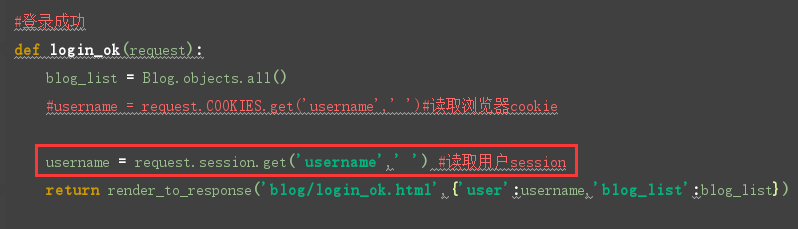 #登录成功
def login_ok(request):
blog_list = Blog.objects.all()
#username = request.COOKIES.get('username',' ')#读取浏览器cookie
username = request.session.get('username',' ') #读取用户session
return render_to_response('blog/login_ok.html', {'user':username,'blog_list':blog_list})